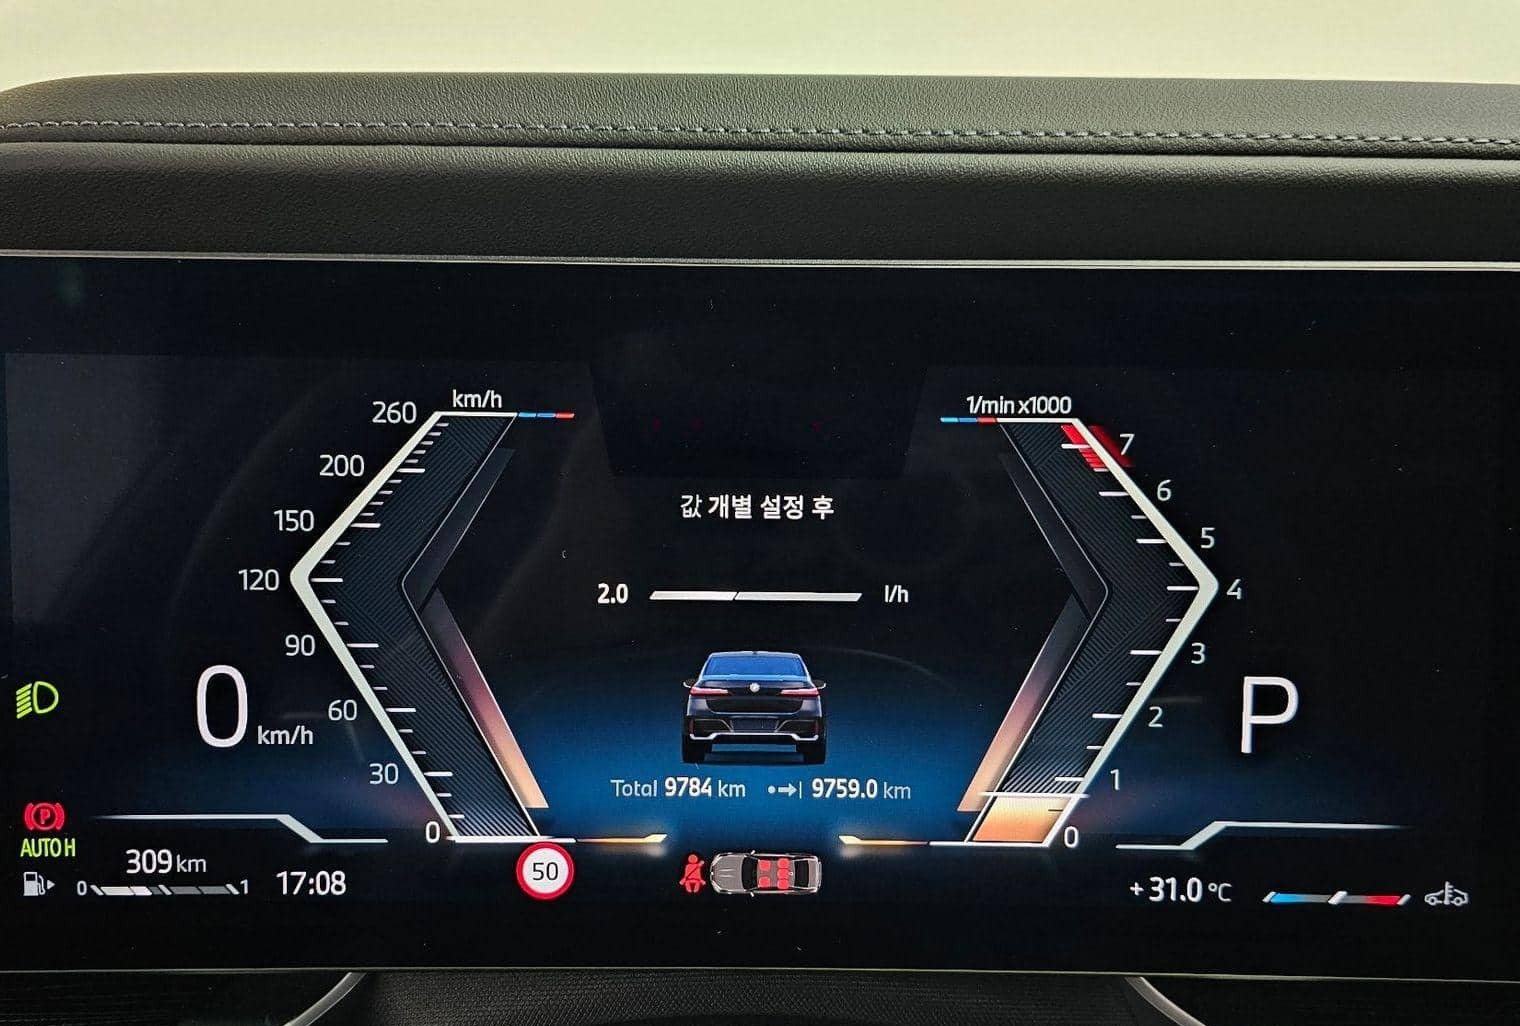 km/h
260
200
150
120
90
60
30
0
0 km/h
1/min x1000
7
6
5
4
3
2
1
0
P
값 개별 설정 후
2.0 l/h
Total 9784 km 9759.0 km
P
AUTO H
309 km
0 1
17:08
50
+ 31.0 °C